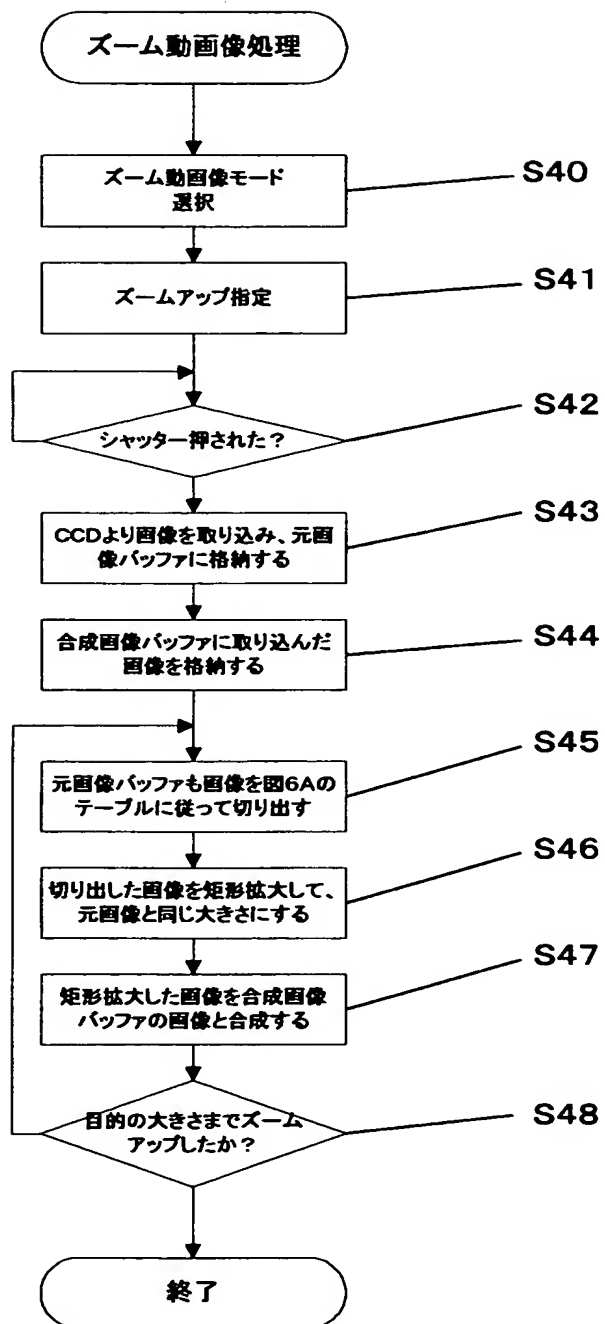 ズーム動画像処理
ズーム動画像モード
選択
S40
ズームアップ指定
S41
シャッター押された?
S42
CCDより画像を取り込み、元画
像バッファに格納する
S43
合成画像バッファに取り込んだ
画像を格納する
S44
元画像バッファも画像を図6Aの
テーブルに従って切り出す
S45
切り出した画像を矩形拡大して、
元画像と同じ大きさにする
S46
矩形拡大した画像を合成画像
バッファの画像と合成する
S47
目的の大きさまでズーム
アップしたか?
S48
終了